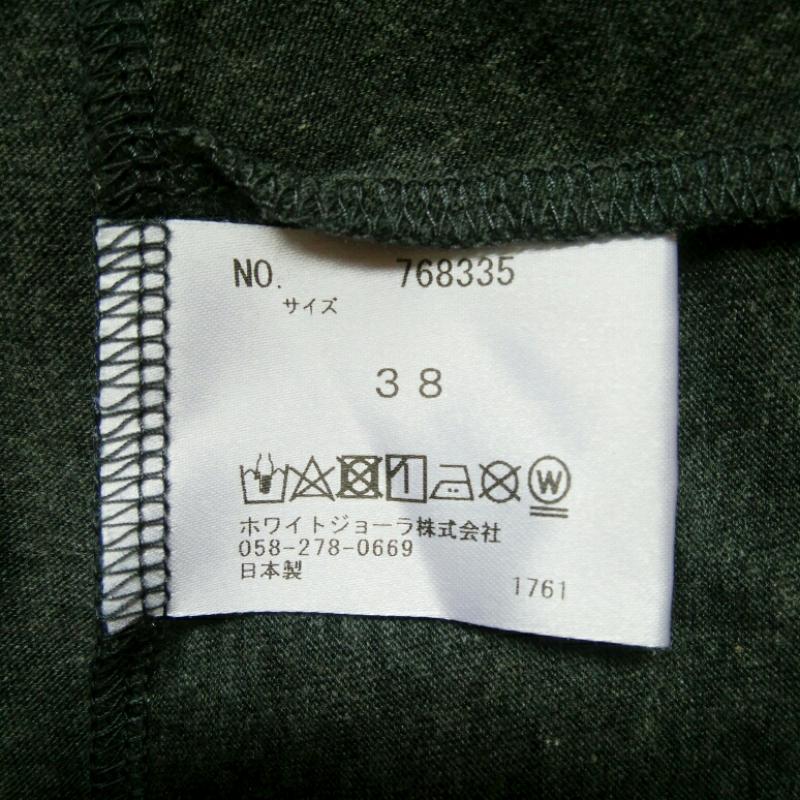 NO. 768335
サイズ
38
W
ホワイトジョーラ株式会社
058-278-0669
日本製
1761